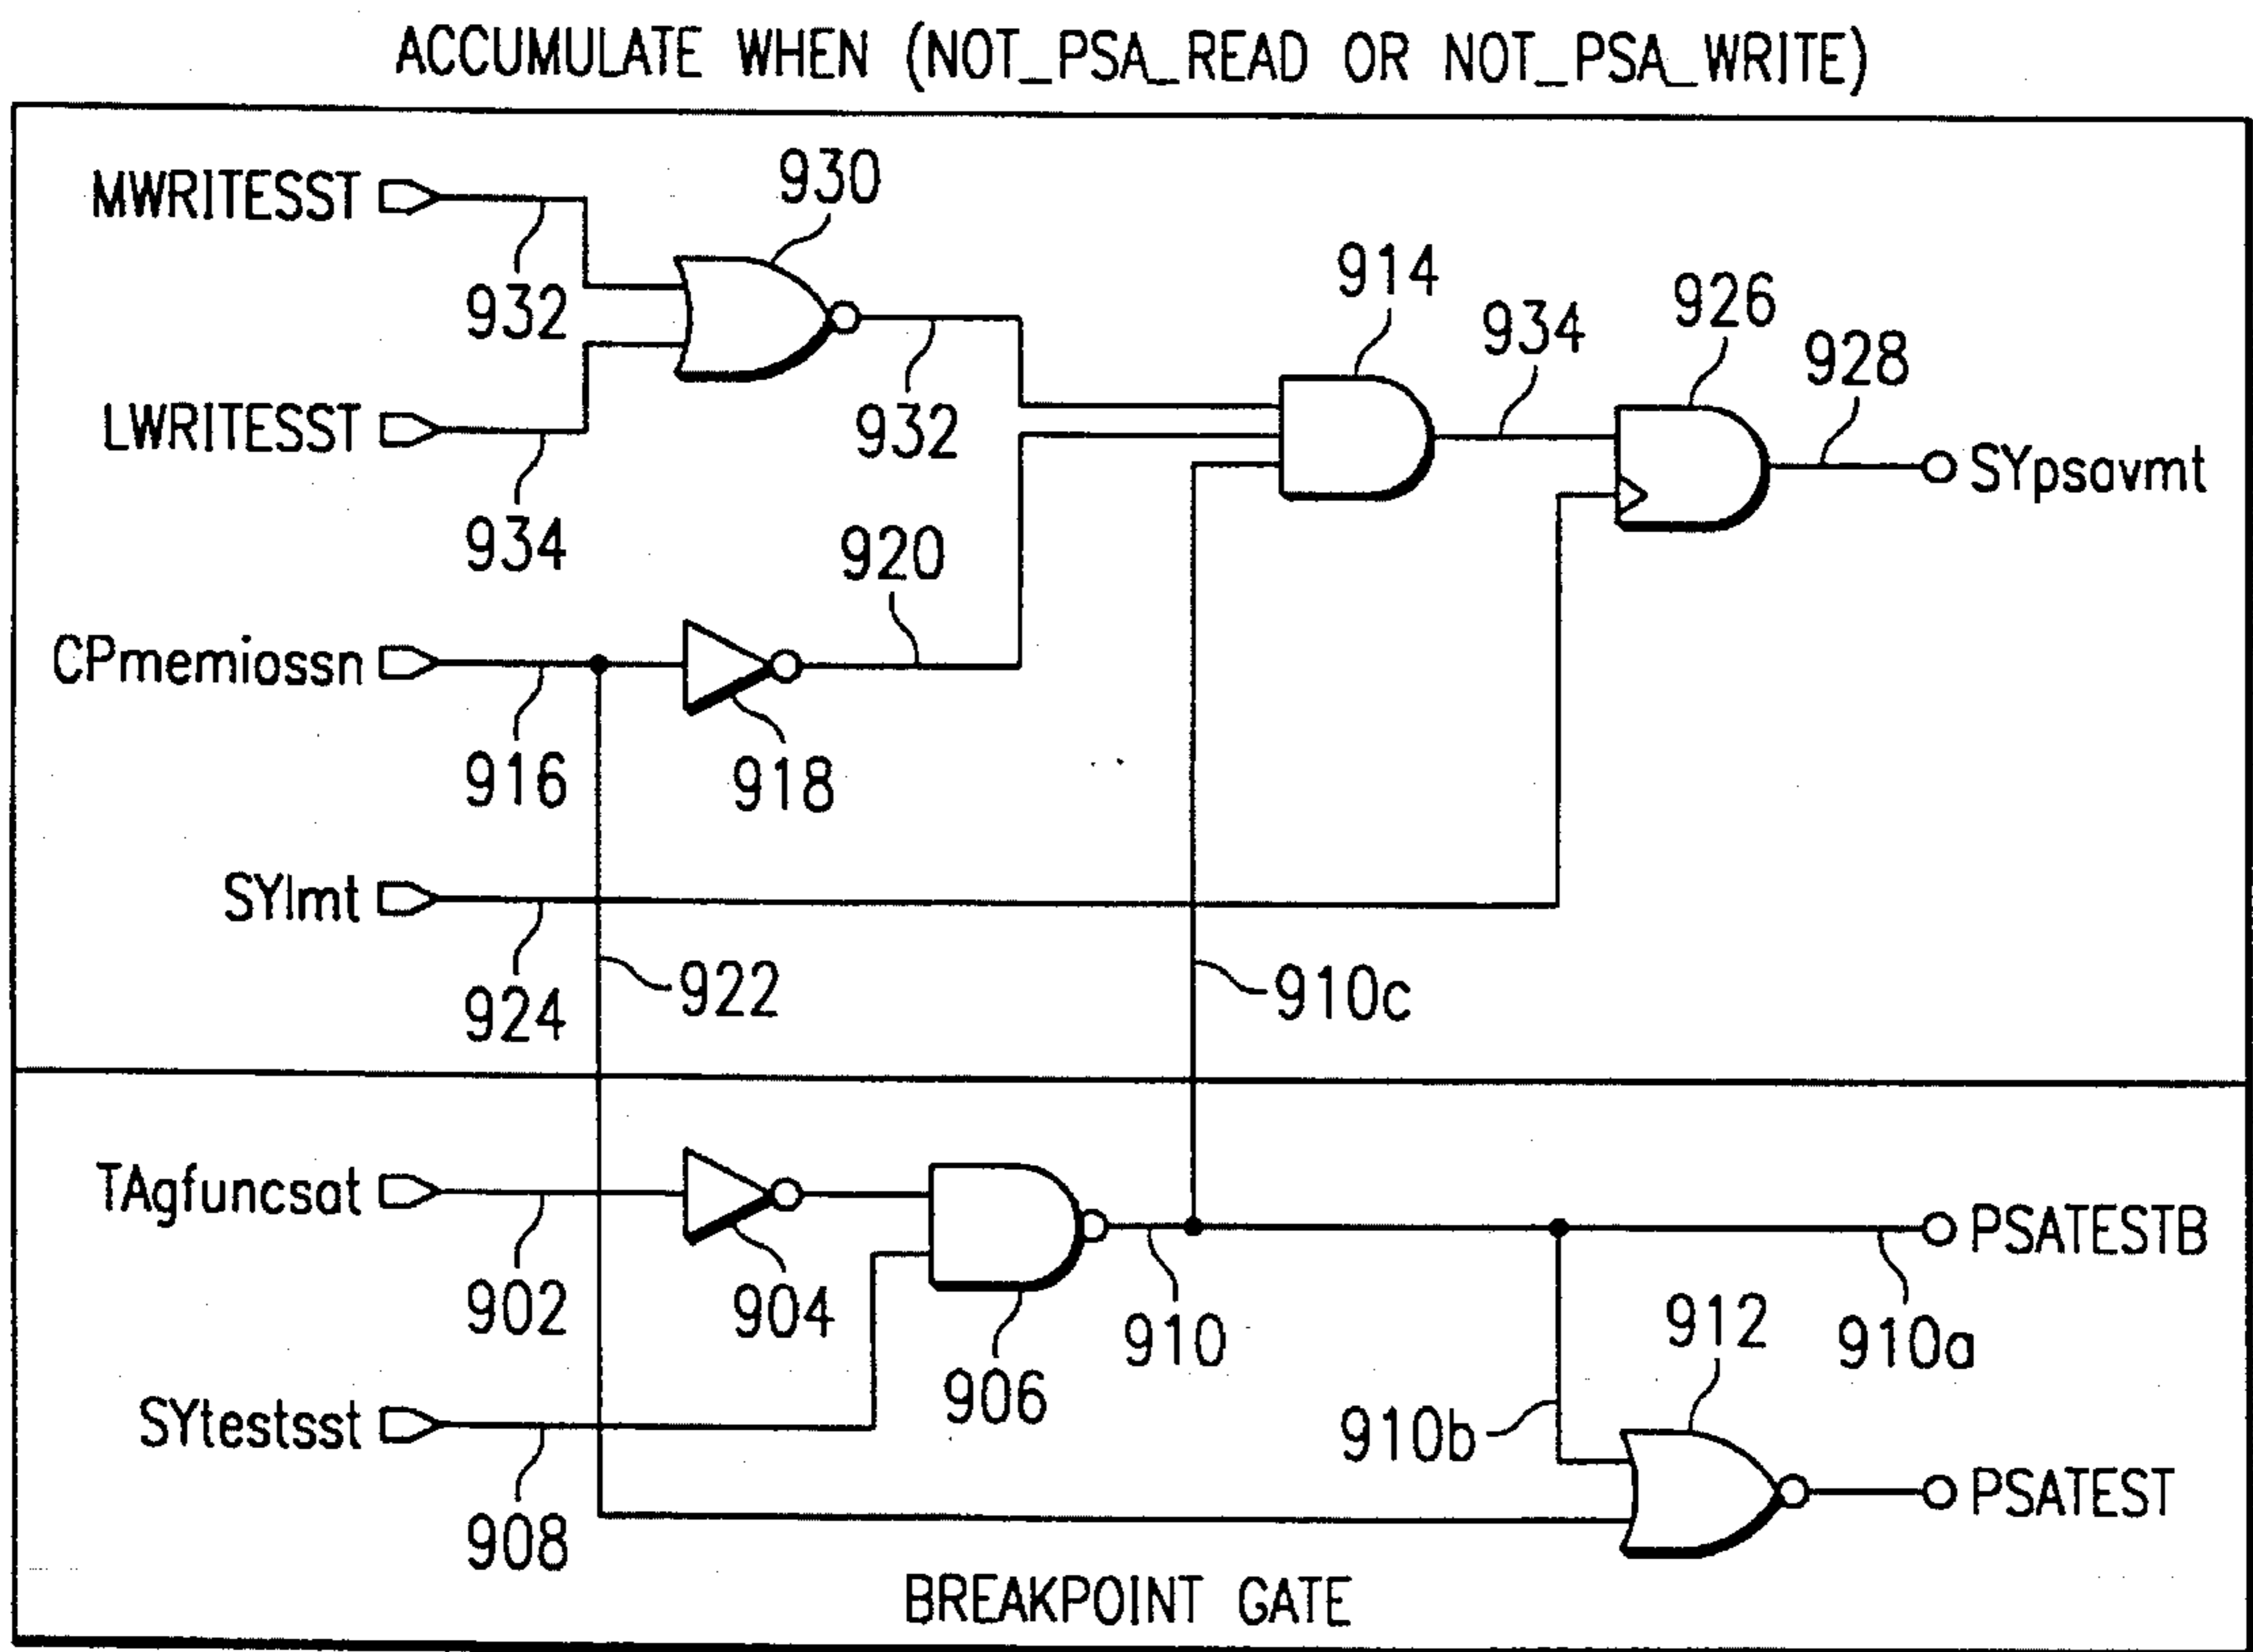 ACCUMULATE WHEN (NOT_PSA_READ OR NOT_PSA_WRITE)
MWRITESST
932
930
932
LWRITESST
934
914
934
926
928
SYpsavmt
920
CPmemiossn
916
918
SYlmt
924
922
910c
TAgfuncsat
902
904
906
910
PSATESTB
910a
912
910b
SYtestsst
908
PSATEST
BREAKPOINT GATE